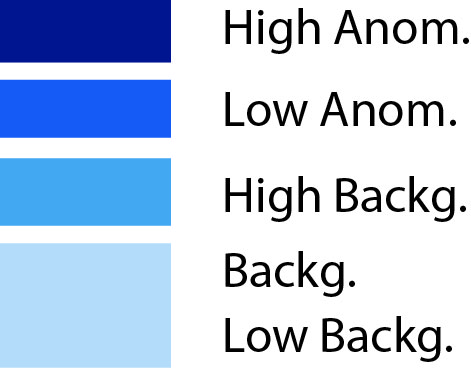 High Anom.
Low Anom.
High Backg.
Backg.
Low Backg.